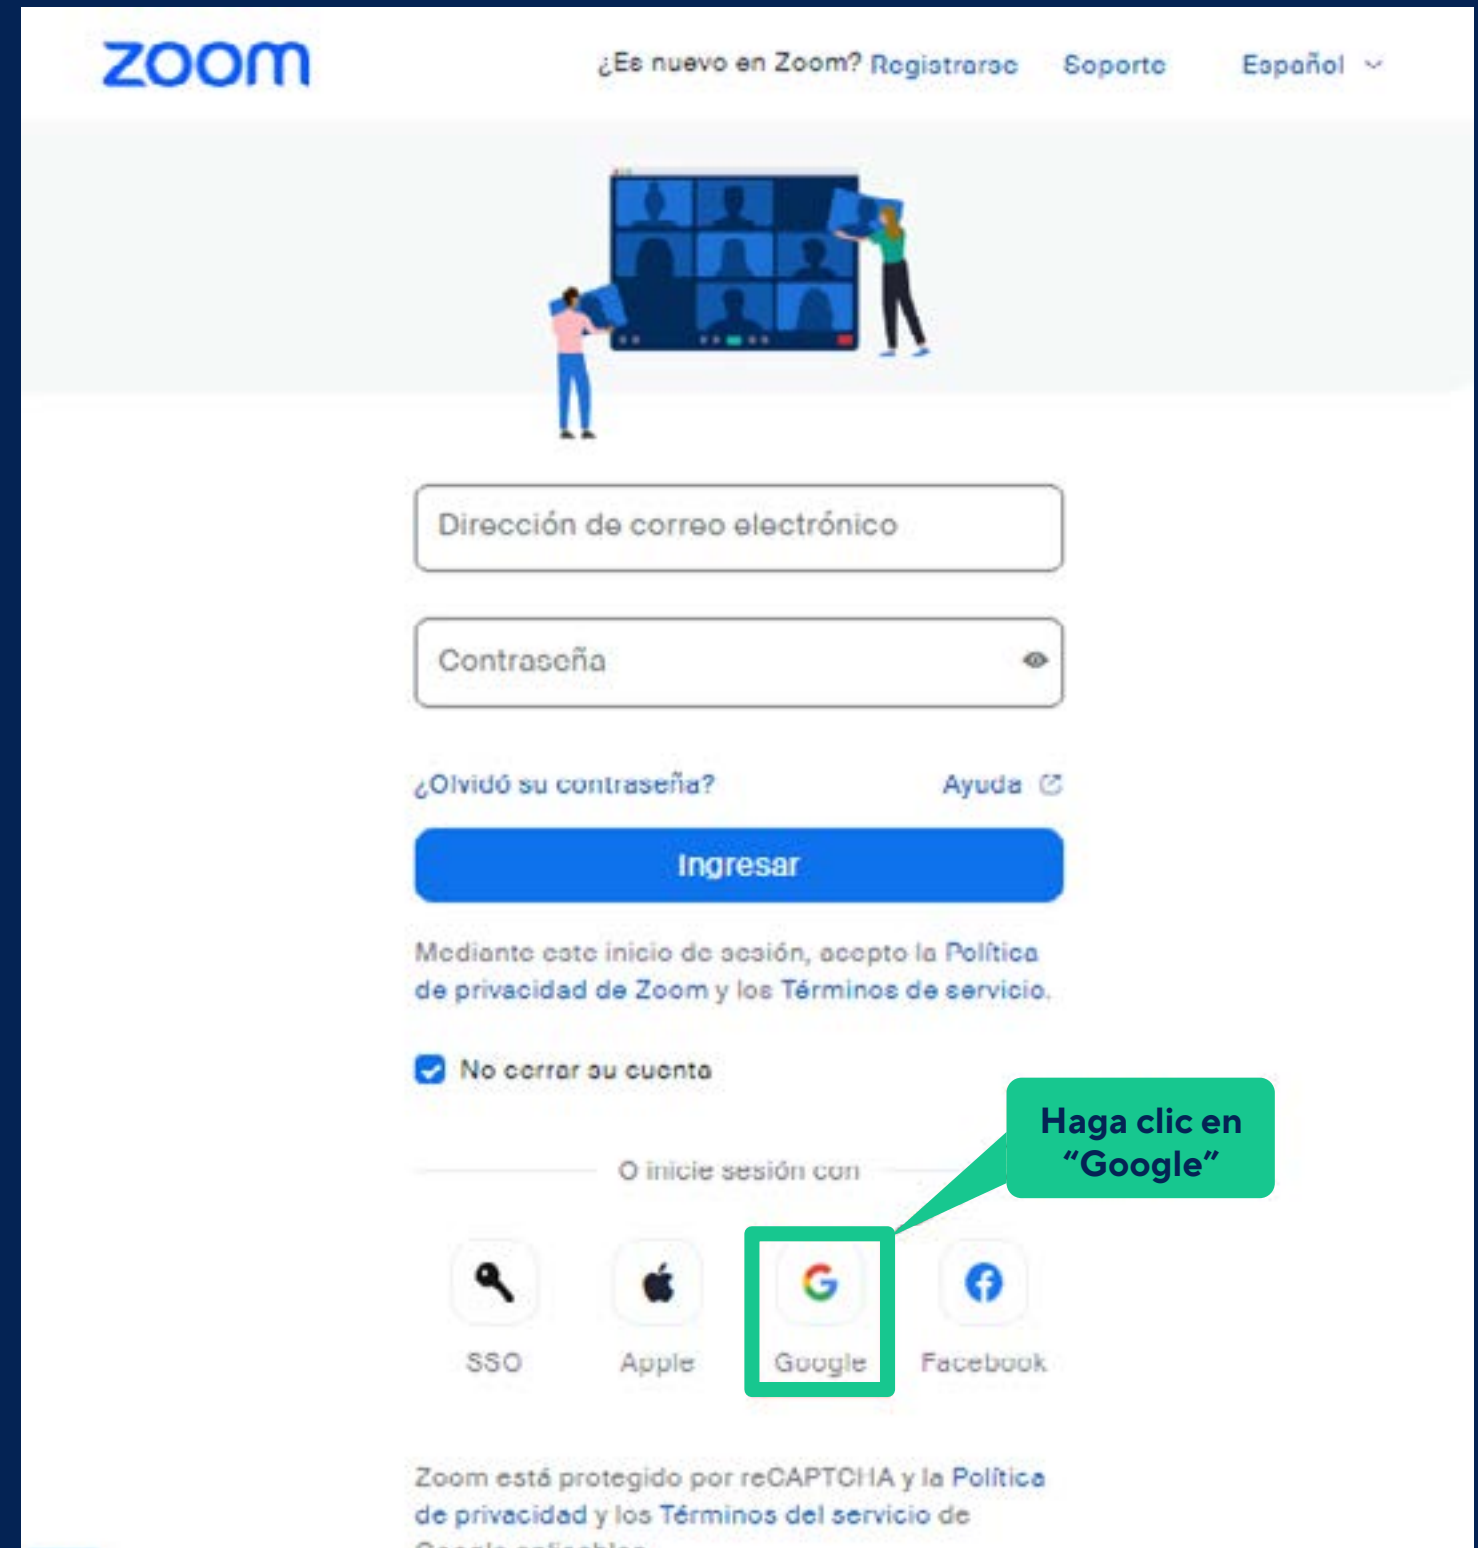 zoom
¿Es nuevo en Zoom? Registrarse Soporte Español
Dirección de correo electrónico
Contraseña
¿Olvidó su contraseña? Ayuda
Ingresar
Mediante este inicio de sesión, acepto la Política
de privacidad de Zoom y los Términos de servicio.
No cerrar su cuenta
Haga clic en
“Google”
O inicie sesión con
SSO Apple Google Facebook
Zoom está protegido por reCAPTCHA y la Política
de privacidad y los Términos del servicio de